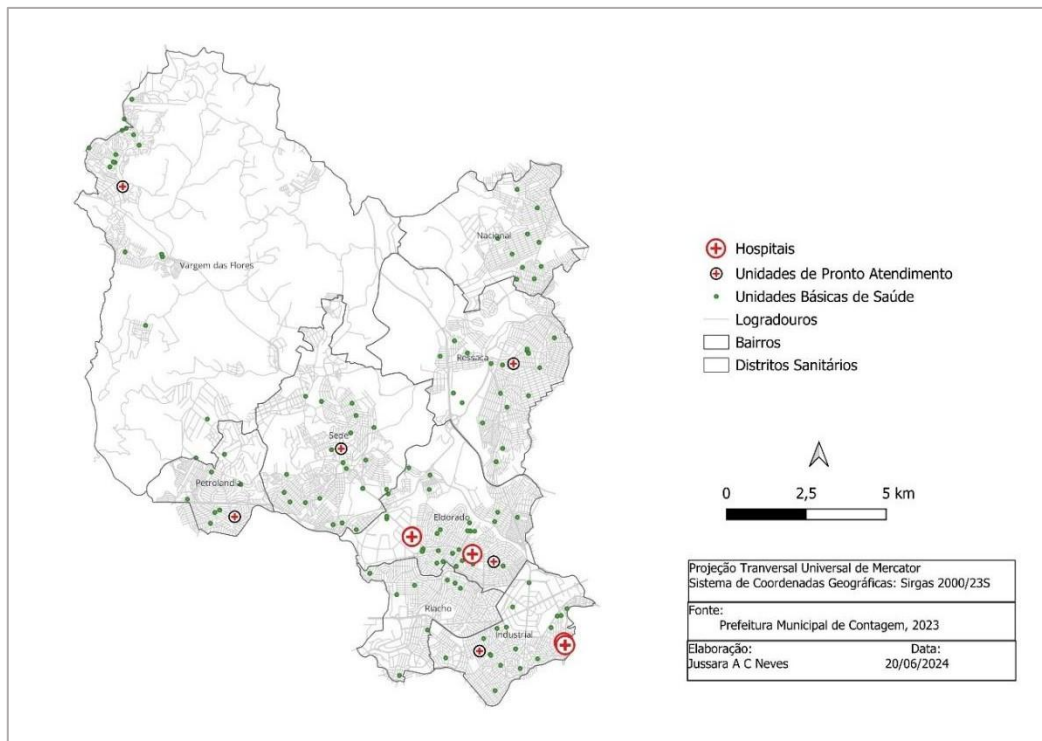 Nacional
Vargem das Flores
Ressaca
Sede
Petrolandia
Eldorado
Riacho
Industrial
Hospitais
Unidades de Pronto Atendimento
Unidades Básicas de Saúde
Logradouros
Bairros
Distritos Sanitários
0 2,5 5 km
Projeção Tranversal Universal de Mercator
Sistema de Coordenadas Geográficas: Sirgas 2000/23S
Fonte:
Prefeitura Municipal de Contagem, 2023
Elaboração: Data:
Jussara A C Neves 20/06/2024